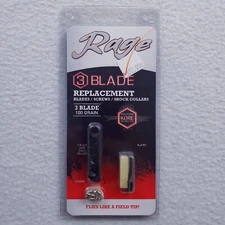 Rage
3 BLADE
REPLACEMENT
BLADES / SCREWS / SHOCK COLLARS
3 BLADE
100 GRAIN
FLIES LIKE A FIELD TIP!